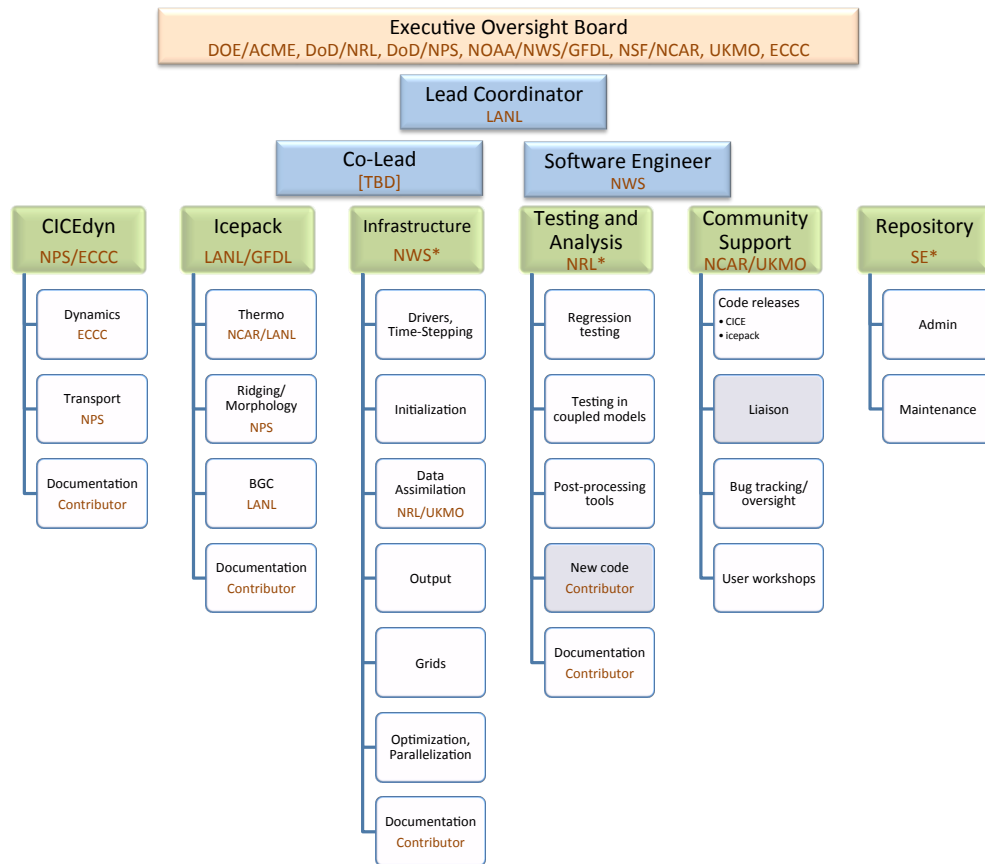 Executive Oversight Board
DOE/ACME, DoD/NRL, DoD/NPS, NOAA/NWS/GFDL, NSF/NCAR, UKMO, ECCC
Lead Coordinator
LANL
Co-Lead
[TBD]
Software Engineer
NWS
CICEdyn
NPS/ECCC
Dynamics
ECCC
Transport
NPS
Documentation
Contributor
Icepack
LANL/GFDL
Thermo
NCAR/LANL
Ridging/
Morphology
NPS
BGC
LANL
Documentation
Contributor
Infrastructure
NWS*
Drivers,
Time-Stepping
Initialization
Data
Assimilation
NRL/UKMO
Output
Grids
Optimization,
Parallelization
Documentation
Contributor
Testing and
Analysis
NRL*
Regression
testing
Testing in
coupled models
Post-processing
tools
New code
Contributor
Documentation
Contributor
Community
Support
NCAR/UKMO
Code releases
• CICE
• icepack
Liaison
Bug tracking/
oversight
User workshops
Repository
SE*
Admin
Maintenance